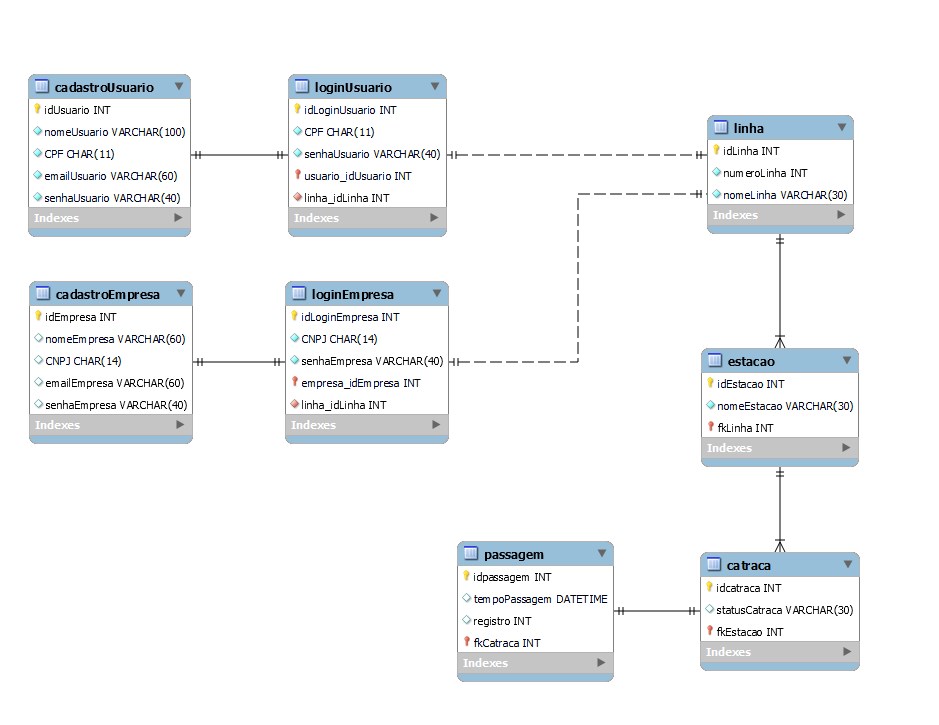 cadastroUsuario
idUsuario INT
nomeUsuario VARCHAR(100)
CPF CHAR(11)
emailUsuario VARCHAR(60)
senhaUsuario VARCHAR(40)
Indexes
loginUsuario
idLoginUsuario INT
CPF CHAR(11)
senhaUsuario VARCHAR(40)
usuario_idUsuario INT
linha_idLinha INT
Indexes
linha
idLinha INT
numeroLinha INT
nomeLinha VARCHAR(30)
Indexes
cadastroEmpresa
idEmpresa INT
nomeEmpresa VARCHAR(60)
CNPJ CHAR(14)
emailEmpresa VARCHAR(60)
senhaEmpresa VARCHAR(40)
Indexes
loginEmpresa
idLoginEmpresa INT
CNPJ CHAR(14)
senhaEmpresa VARCHAR(40)
empresa_idEmpresa INT
linha_idLinha INT
Indexes
estacao
idEstacao INT
nomeEstacao VARCHAR(30)
fkLinha INT
Indexes
passagem
idpassagem INT
tempoPassagem DATETIME
registro INT
fkCatraca INT
Indexes
catraca
idcatraca INT
statusCatraca VARCHAR(30)
fkEstacao INT
Indexes